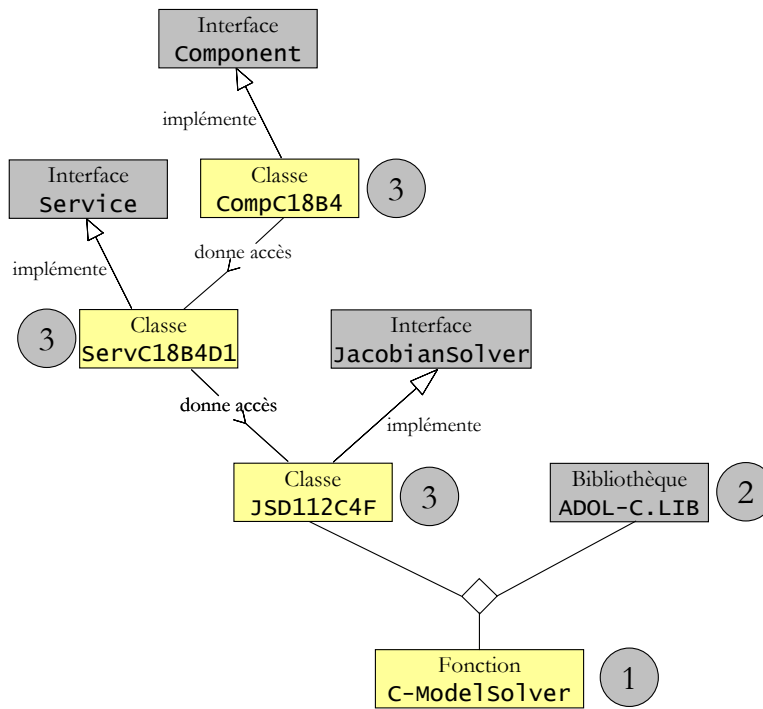 Interface
Component
implémente
Interface
Service
Classe
CompC18B4
3
donne accès
implémente
3
Classe
ServC18B4D1
Interface
JacobianSolver
donne accès
implémente
Classe
JSD112C4F
3
Bibliothèque
ADOL-C.LIB
2
Fonction
C-ModelSolver
1